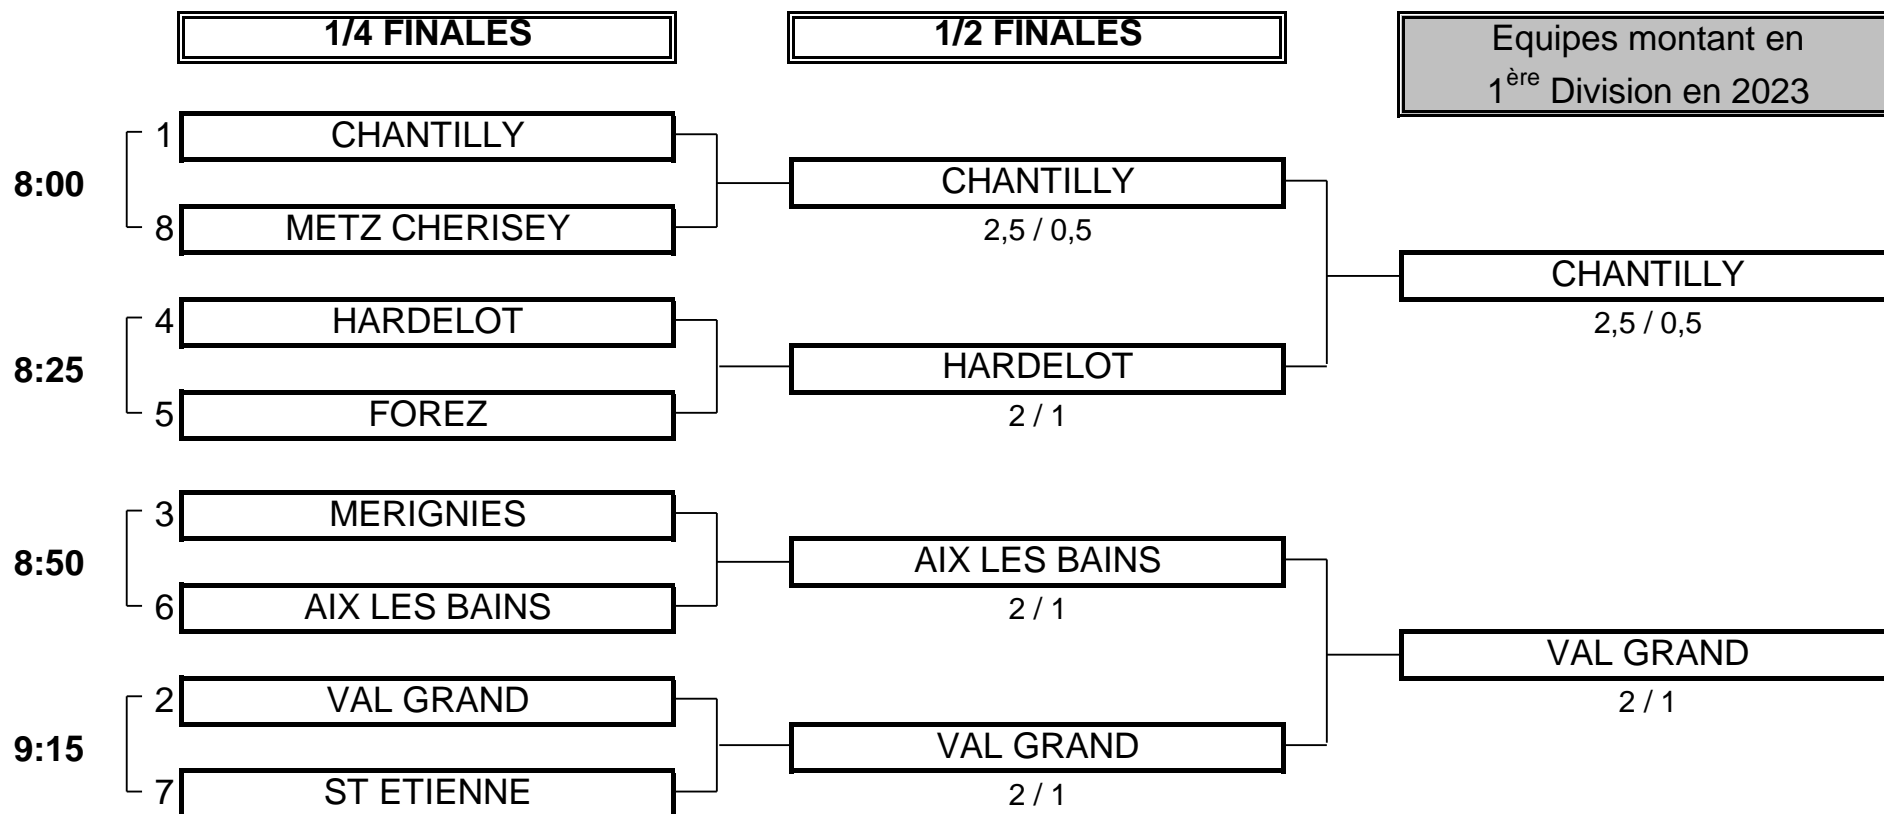 1/4 FINALES
1/2 FINALES
Equipes montant en
1ère Division en 2023
8:00
1
CHANTILLY
8
METZ CHERISEY
CHANTILLY
2,5 / 0,5
CHANTILLY
2,5 / 0,5
8:25
4
HARDELOT
5
FOREZ
HARDELOT
2 / 1
8:50
3
MERIGNIES
6
AIX LES BAINS
AIX LES BAINS
2 / 1
VAL GRAND
2 / 1
9:15
2
VAL GRAND
7
ST ETIENNE
VAL GRAND
2 / 1